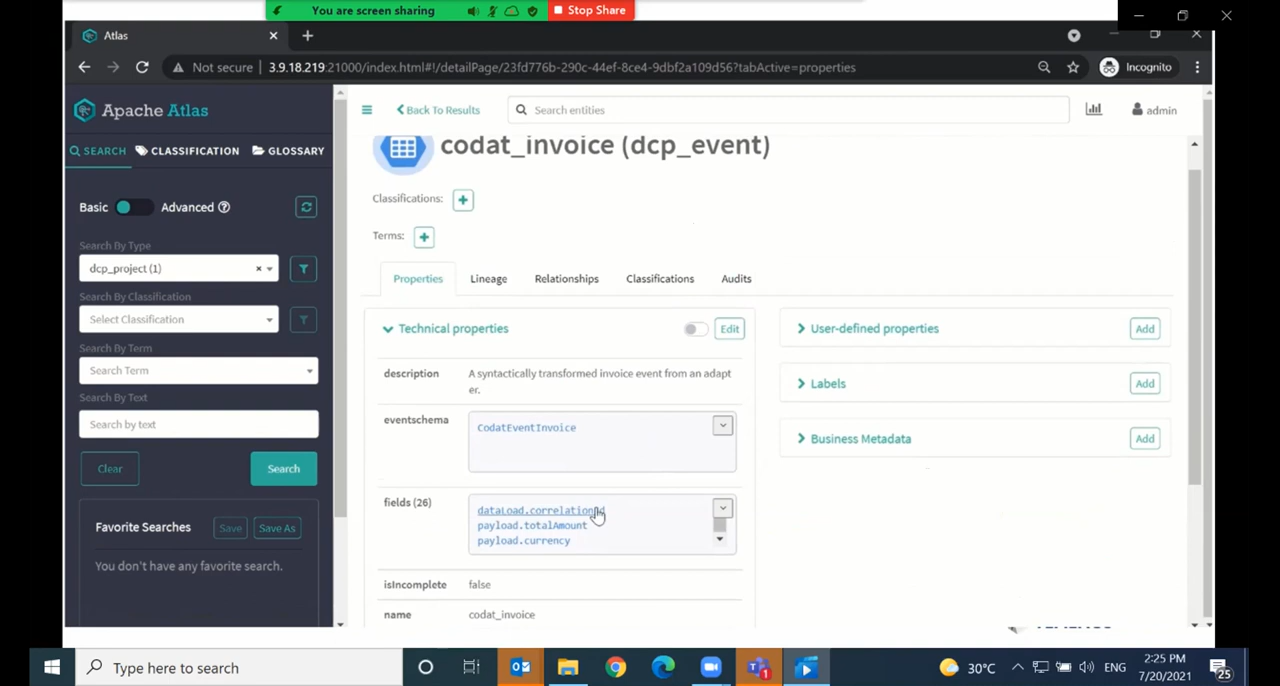 You are screen sharing
Stop Share
Atlas
Not secure | 3.9.18.219:21000/index.html#!/detailPage/23fd776b-290c-44ef-8ce4-9dbf2a109d56?tabActive=properties
Incognito
Apache Atlas
Back To Results
Search entities
admin
SEARCH
CLASSIFICATION
GLOSSARY
codat_invoice (dcp_event)
Classifications:
Terms:
Basic
Advanced
Search By Type
dcp_project (1)
Search By Classification
Select Classification
Search By Term
Search Term
Search By Text
Search by text
Clear
Search
Favorite Searches
Save
Save As
You don't have any favorite search.
Properties
Lineage
Relationships
Classifications
Audits
Technical properties
Edit
description
A syntactically transformed invoice event from an adapt
er.
eventschema
CodatEventInvoice
fields (26)
dataLoad.correlationId
payload.totalAmount
payload.currency
isIncomplete
false
name
codat_invoice
User-defined properties
Add
Labels
Add
Business Metadata
Add
Type here to search
1
30°C
ENG
2:25 PM
7/20/2021
25